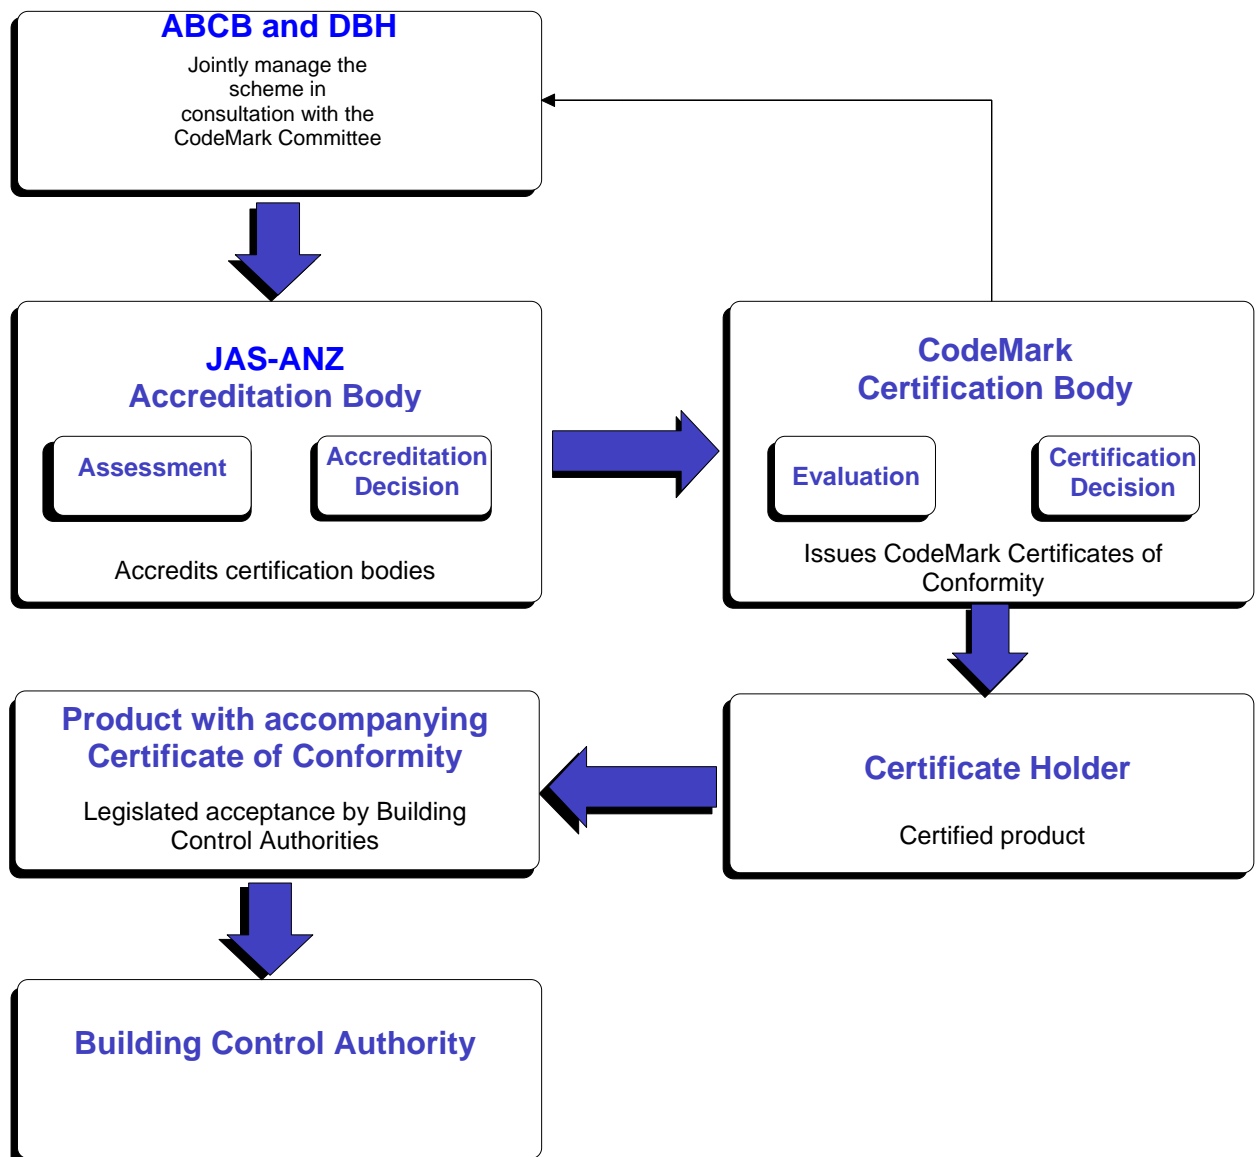 ABCB and DBH
Jointly manage the
scheme in
consultation with the
CodeMark Committee
JAS-ANZ
Accreditation Body
Assessment
Accreditation
Decision
Accredits certification bodies
CodeMark
Certification Body
Evaluation
Certification
Decision
Issues CodeMark Certificates of
Conformity
Product with accompanying
Certificate of Conformity
Legislated acceptance by Building
Control Authorities
Certificate Holder
Certified product
Building Control Authority